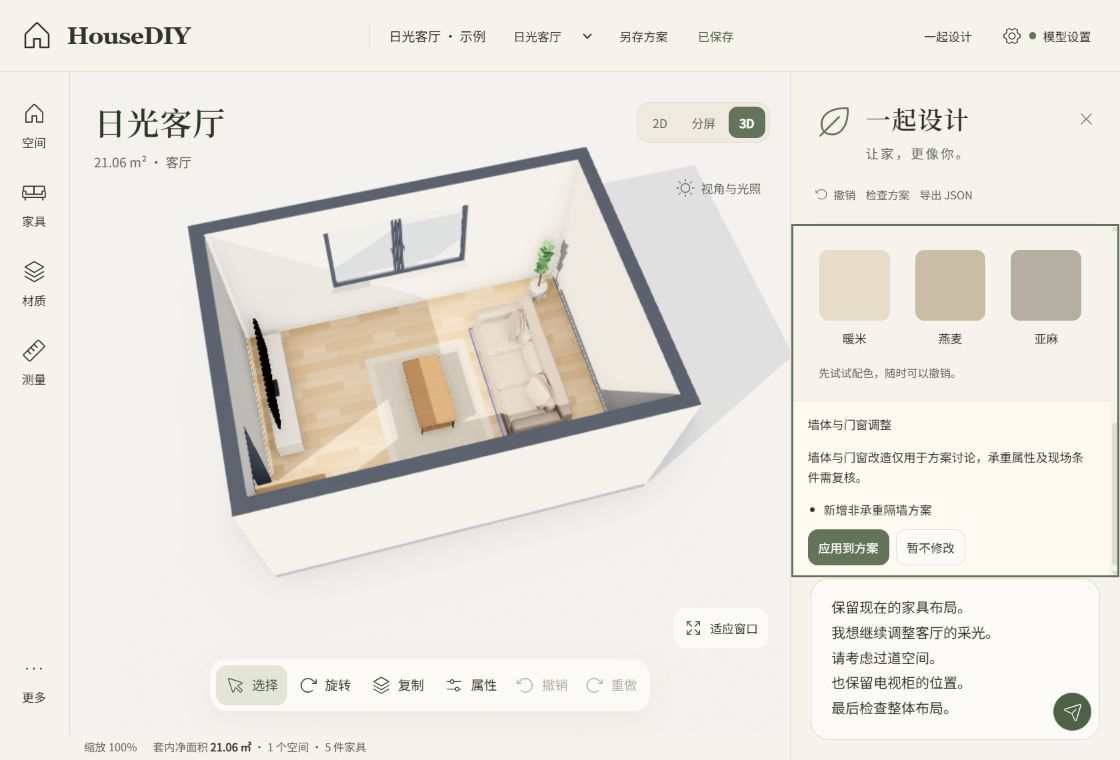 HouseDIY
日光客厅 · 示例
日光客厅
另存方案
已保存
一起设计
模型设置
空间
家具
材质
测量
···
更多
日光客厅
21.06 m² · 客厅
2D
分屏
3D
视角与光照
适应窗口
选择
旋转
复制
属性
撤销
重做
缩放 100%
套内净面积 21.06 ㎡ · 1 个空间 · 5 件家具
一起设计
让家，更像你。
撤销
检查方案
导出 JSON
暖米
燕麦
亚麻
先试试配色，随时可以撤销。
墙体与门窗调整
墙体与门窗改造仅用于方案讨论，承重属性及现场条
件需复核。
• 新增非承重隔墙方案
应用到方案
暂不修改
保留现在的家具布局。
我想继续调整客厅的采光。
请考虑过道空间。
也保留电视柜的位置。
最后检查整体布局。